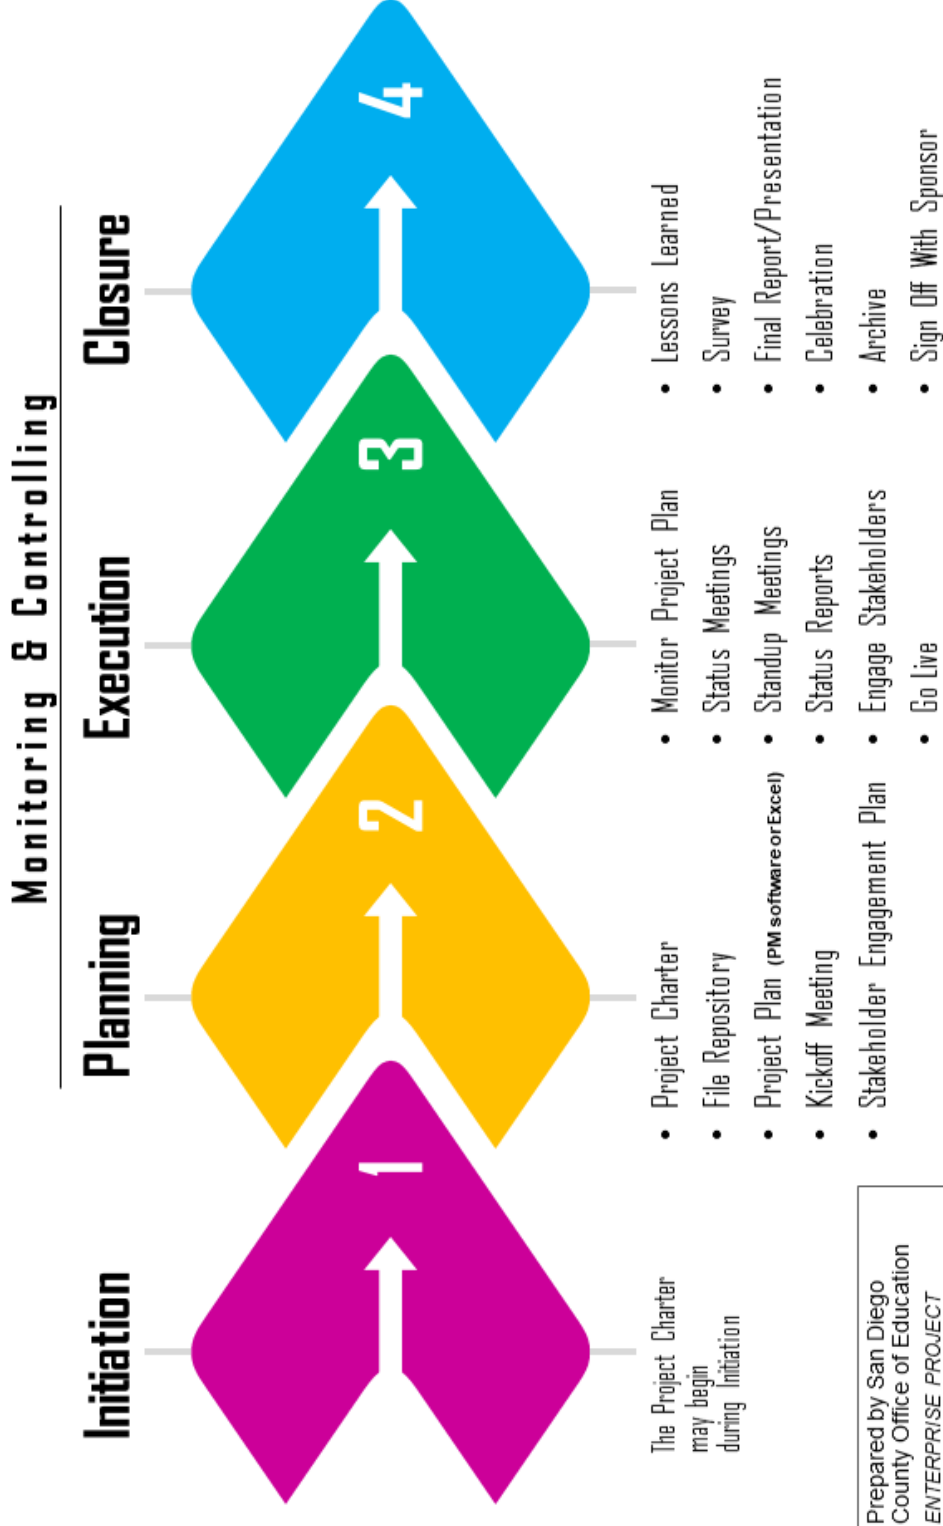 Monitoring & Controlling
Initiation
Planning
Execution
Closure
1
2
3
4
The Project Charter
may begin
during Initiation
• Project Charter
• File Repository
• Project Plan (PM software or Excel)
• Kickoff Meeting
• Stakeholder Engagement Plan
• Monitor Project Plan
• Status Meetings
• Standup Meetings
• Status Reports
• Engage Stakeholders
• Go Live
• Lessons Learned
• Survey
• Final Report/Presentation
• Celebration
• Archive
• Sign Off With Sponsor
Prepared by San Diego
County Office of Education
ENTERPRISE PROJECT